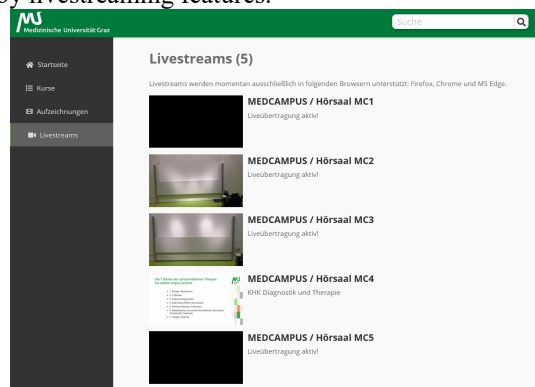 by livestreaming features.
Medizinische Universität Graz
Suche
Startseite
Kurse
Aufzeichnungen
Livestreams
Livestreams (5)
Livestreams werden momentan ausschließlich in folgenden Browsern unterstützt: Firefox, Chrome und MS Edge.
MEDCAMPUS / Hörsaal MC1
Liveübertragung aktiv!
MEDCAMPUS / Hörsaal MC2
Liveübertragung aktiv!
MEDCAMPUS / Hörsaal MC3
Liveübertragung aktiv!
MEDCAMPUS / Hörsaal MC4
KHK Diagnostik und Therapie
MEDCAMPUS / Hörsaal MC5
Liveübertragung aktiv!